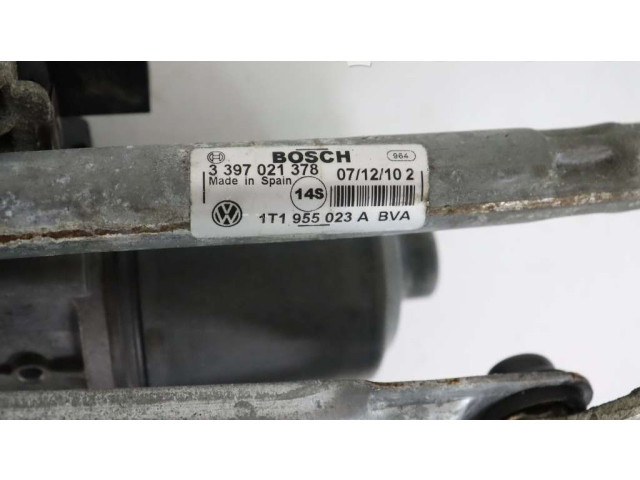 BOSCH 964
3 397 021 378 07/12/10 2
Made in Spain 14S
1T1 955 023 A BVA